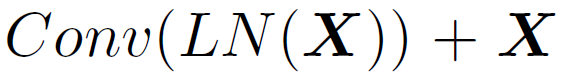 Conv(LN(X)) + X